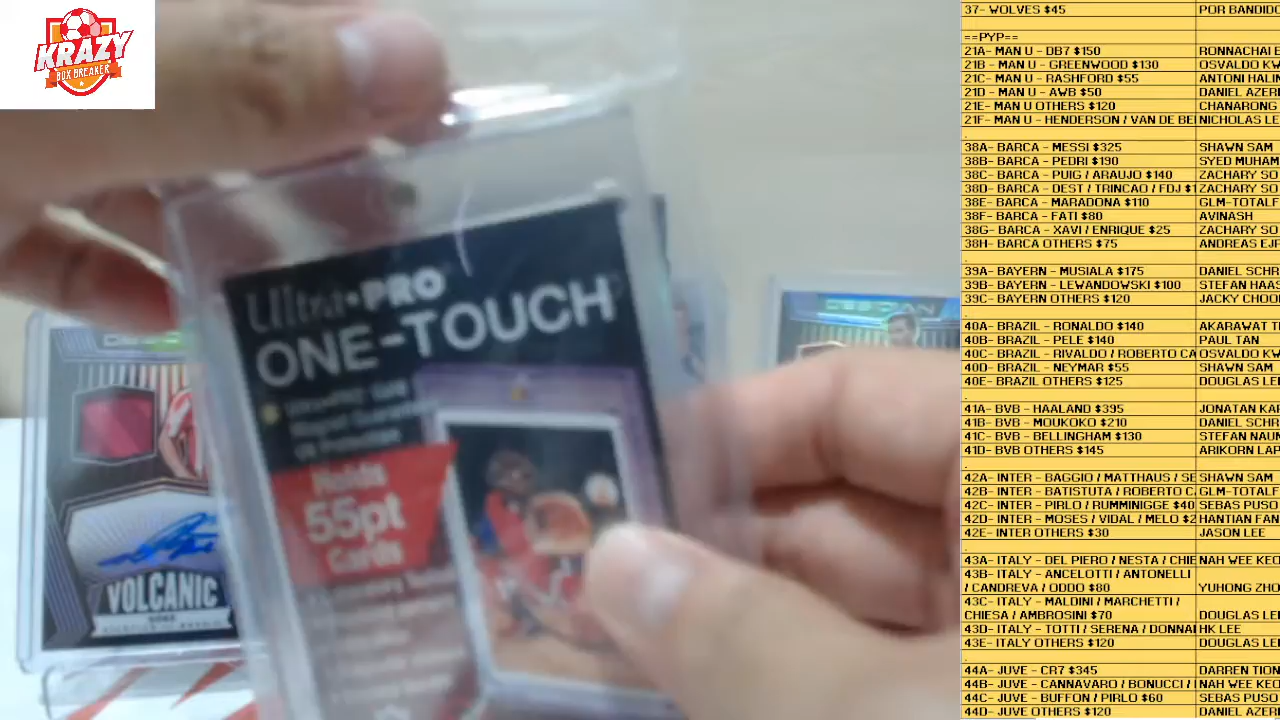 KRAZY
BOX BREAKER
Ultra·PRO
ONE-TOUCH
Holds
55pt
Cards
VOLCANIC
37- WOLVES $45 POR BANDIDO
==PYP==
21A- MAN U - DB7 $150 RONNACHAI E
21B - MAN U - GREENWOOD $130 OSVALDO KW
21C- MAN U - RASHFORD $55 ANTONI HALIN
21D - MAN U - AWB $50 DANIEL AZER
21E- MAN U OTHERS $120 CHANARONG
21F- MAN U - HENDERSON / VAN DE BE NICHOLAS LE
.
38A- BARCA - MESSI $325 SHAWN SAM
38B- BARCA - PEDRI $190 SYED MUHAM
38C- BARCA - PUIG / ARAUJO $140 ZACHARY SO
38D- BARCA - DEST / TRINCAO / FDJ $1 ZACHARY SO
38E- BARCA - MARADONA $110 GLM-TOTALF
38F- BARCA - FATI $80 AVINASH
38G- BARCA - XAVI / ENRIQUE $25 ZACHARY SO
38H- BARCA OTHERS $75 ANDREAS EJF
.
39A- BAYERN - MUSIALA $175 DANIEL SCHR
39B- BAYERN - LEWANDOWSKI $100 STEFAN HAAS
39C- BAYERN OTHERS $120 JACKY CHOO
.
40A- BRAZIL - RONALDO $140 AKARAWAT T
40B- BRAZIL - PELE $140 PAUL TAN
40C- BRAZIL - RIVALDO / ROBERTO CA OSVALDO KW
40D- BRAZIL - NEYMAR $55 SHAWN SAM
40E- BRAZIL OTHERS $125 DOUGLAS LE
.
41A- BVB - HAALAND $395 JONATAN KAR
41B- BVB - MOUKOKO $210 DANIEL SCHR
41C- BVB - BELLINGHAM $130 STEFAN NAUN
41D- BVB OTHERS $145 ARIKORN LAP
.
42A- INTER - BAGGIO / MATTHAUS / SE SHAWN SAM
42B- INTER - BATISTUTA / ROBERTO C. GLM-TOTALF
42C- INTER - PIRLO / RUMMINIGGE $40 SEBAS PUSO
42D- INTER - MOSES / VIDAL / MELO $2 HANTIAN FAN
42E- INTER OTHERS $30 JASON LEE
.
43A- ITALY - DEL PIERO / NESTA / CHIE NAH WEE KEO
43B- ITALY - ANCELOTTI / ANTONELLI
/ CANDREVA / ODDO $80 YUHONG ZHO
43C- ITALY - MALDINI / MARCHETTI /
CHIESA / AMBROSINI $70 DOUGLAS LE
43D- ITALY - TOTTI / SERENA / DONNAI HK LEE
43E- ITALY OTHERS $120 DOUGLAS LE
.
44A- JUVE - CR7 $345 DARREN TION
44B- JUVE - CANNAVARO / BONUCCI / NAH WEE KEO
44C- JUVE - BUFFON / PIRLO $60 SEBAS PUSO
44D- JUVE OTHERS $120 DANIEL AZER